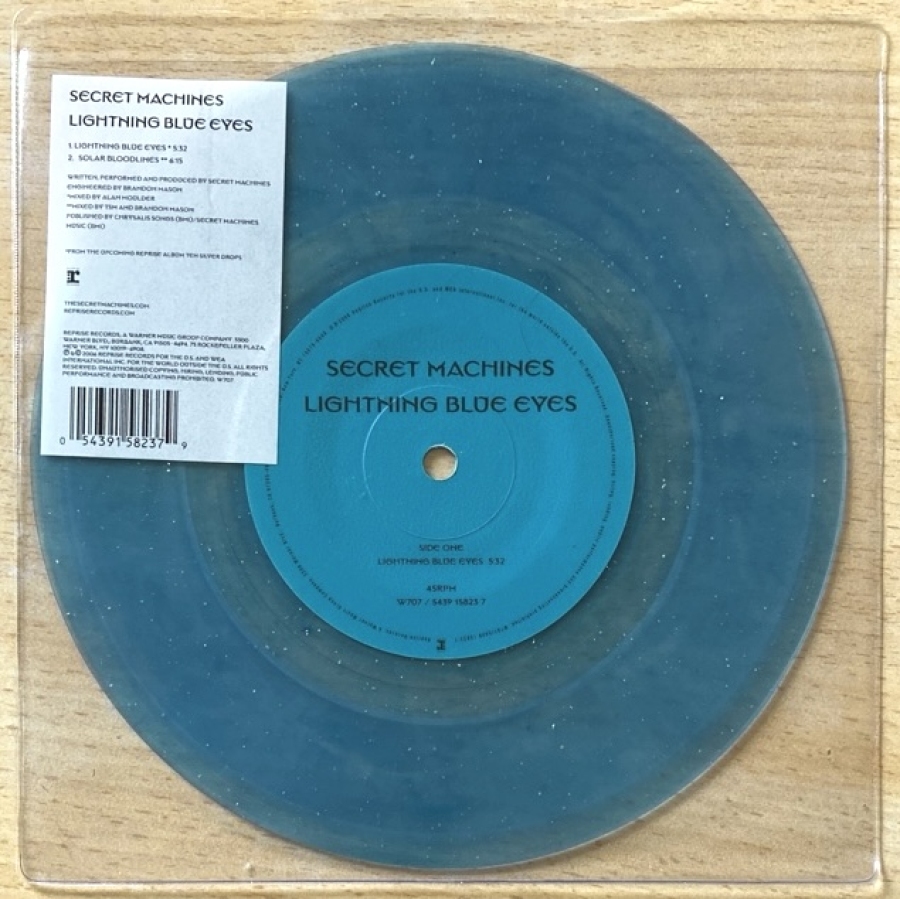 SECRET MACHINES
LIGHTNING BLUE EYES
1. LIGHTNING BLUE EYES * 5:32
2. SOLAR BLOODLINES ** 6:15
WRITTEN, PERFORMED AND PRODUCED BY SECRET MACHINES
ENGINEERED BY BRANDON MASON
*MIXED BY ALAN MOULDER
**MIXED BY TSM AND BRANDON MASON
PUBLISHED BY CHRYSALIS SONGS (BMI)/SECRET MACHINES
MUSIC (BMI)
*FROM THE UPCOMING REPRISE ALBUM TEN SILVER DROPS
r
THESECRETMACHINES.COM
REPRISERECORDS.COM
REPRISE RECORDS, A WARNER MUSIC GROUP COMPANY. 3300
WARNER BLVD., BURBANK, CA 91505-4694. 75 ROCKEFELLER PLAZA,
NEW YORK, NY 10019-6908.
℗ & © 2006 REPRISE RECORDS FOR THE U.S. AND WEA
INTERNATIONAL INC. FOR THE WORLD OUTSIDE THE U.S. ALL RIGHTS
RESERVED. UNAUTHORISED COPYING, HIRING, LENDING, PUBLIC
PERFORMANCE AND BROADCASTING PROHIBITED. W707
0 54391 58237 9
SECRET MACHINES
LIGHTNING BLUE EYES
SIDE ONE
LIGHTNING BLUE EYES 5:32
45RPM
W707 / 5439 15823 7
r